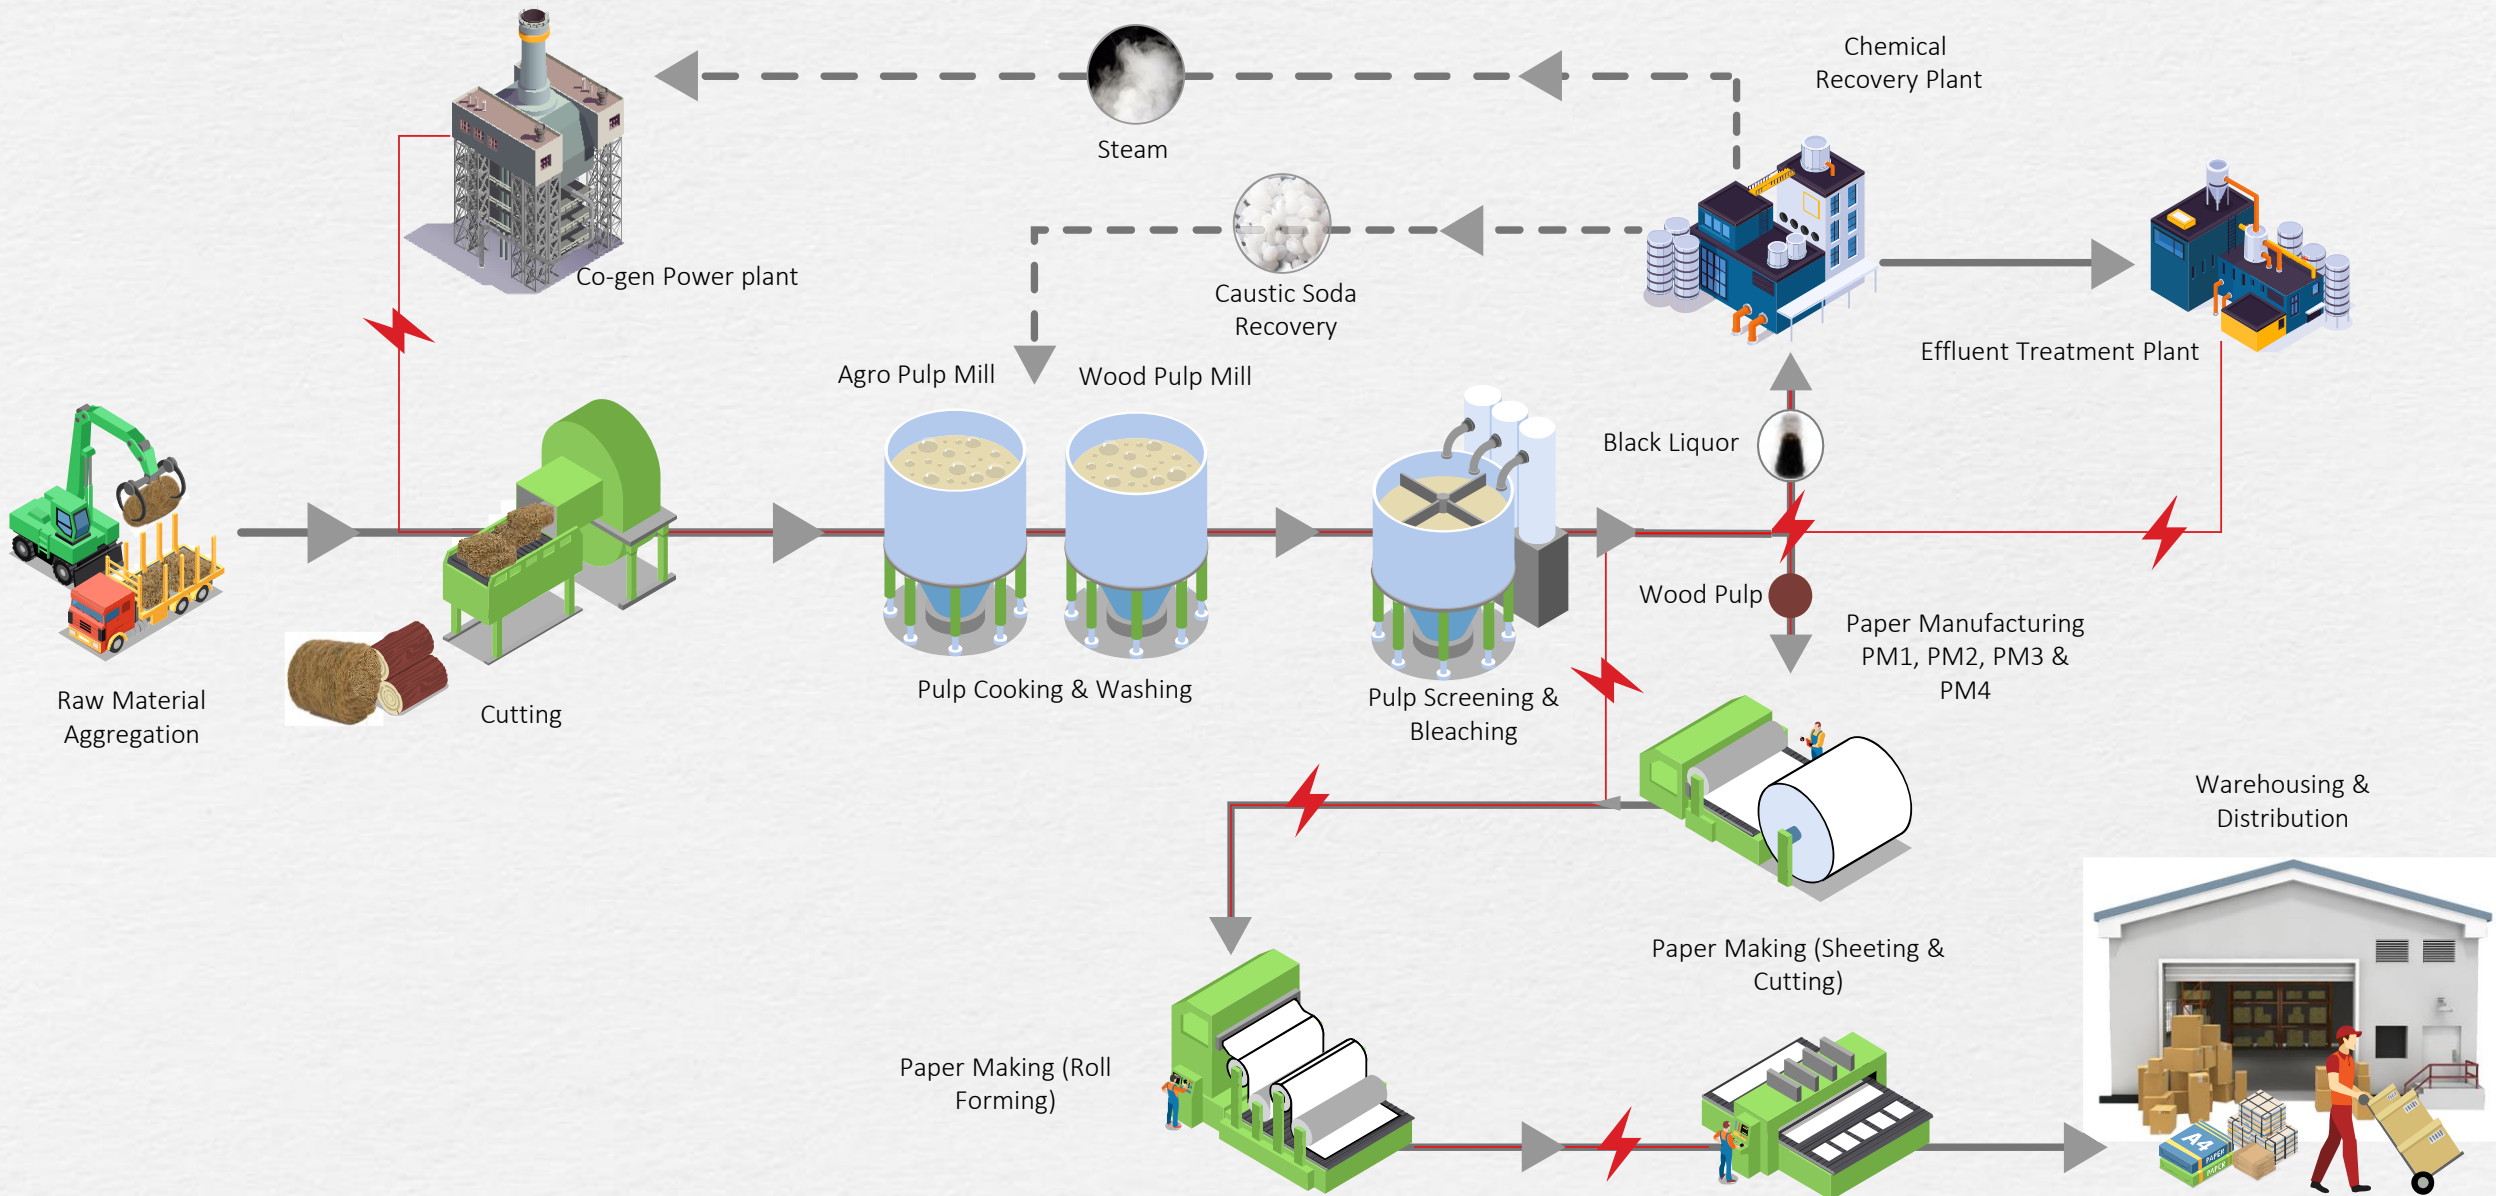 Chemical
Recovery Plant
Steam
Co-gen Power plant
Caustic Soda
Recovery
Effluent Treatment Plant
Agro Pulp Mill
Wood Pulp Mill
Black Liquor
Wood Pulp
Paper Manufacturing
PM1, PM2, PM3 &
PM4
Raw Material
Aggregation
Cutting
Pulp Cooking & Washing
Pulp Screening &
Bleaching
Warehousing &
Distribution
Paper Making (Sheeting &
Cutting)
Paper Making (Roll
Forming)
A4
PAPER
PAPER